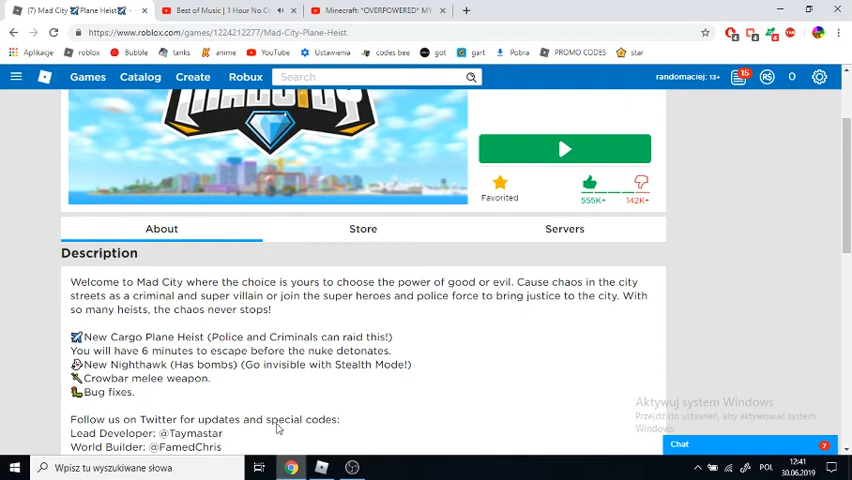 (7) Mad City ✈️Plane Heist✈️ -
Best of Music | 1 Hour No C
Minecraft: *OVERPOWERED* MY
https://www.roblox.com/games/1224212277/Mad-City-Plane-Heist
Aplikacje roblox Bubble tanks anime YouTube Ustawienia codes bee got gart Pobra PROMO CODES star
Games Catalog Create Robux Search randomaciej: 13+ 15 R$ 0
MAD CITY
Favorited 555K+ 142K+
About Store Servers
Description
Welcome to Mad City where the choice is yours to choose the power of good or evil. Cause chaos in the city
streets as a criminal and super villain or join the super heroes and police force to bring justice to the city. With
so many heists, the chaos never stops!
✈️New Cargo Plane Heist (Police and Criminals can raid this!)
You will have 6 minutes to escape before the nuke detonates.
New Nighthawk (Has bombs) (Go invisible with Stealth Mode!)
Crowbar melee weapon.
🐛Bug fixes.
Follow us on Twitter for updates and special codes:
Lead Developer: @Taymastar
World Builder: @FamedChris
Aktywuj system Windows
Przejdź do ustawień, aby aktywować system
Windows.
Chat 7
Wpisz tu wyszukiwane słowa
POL
12:41
30.06.2019